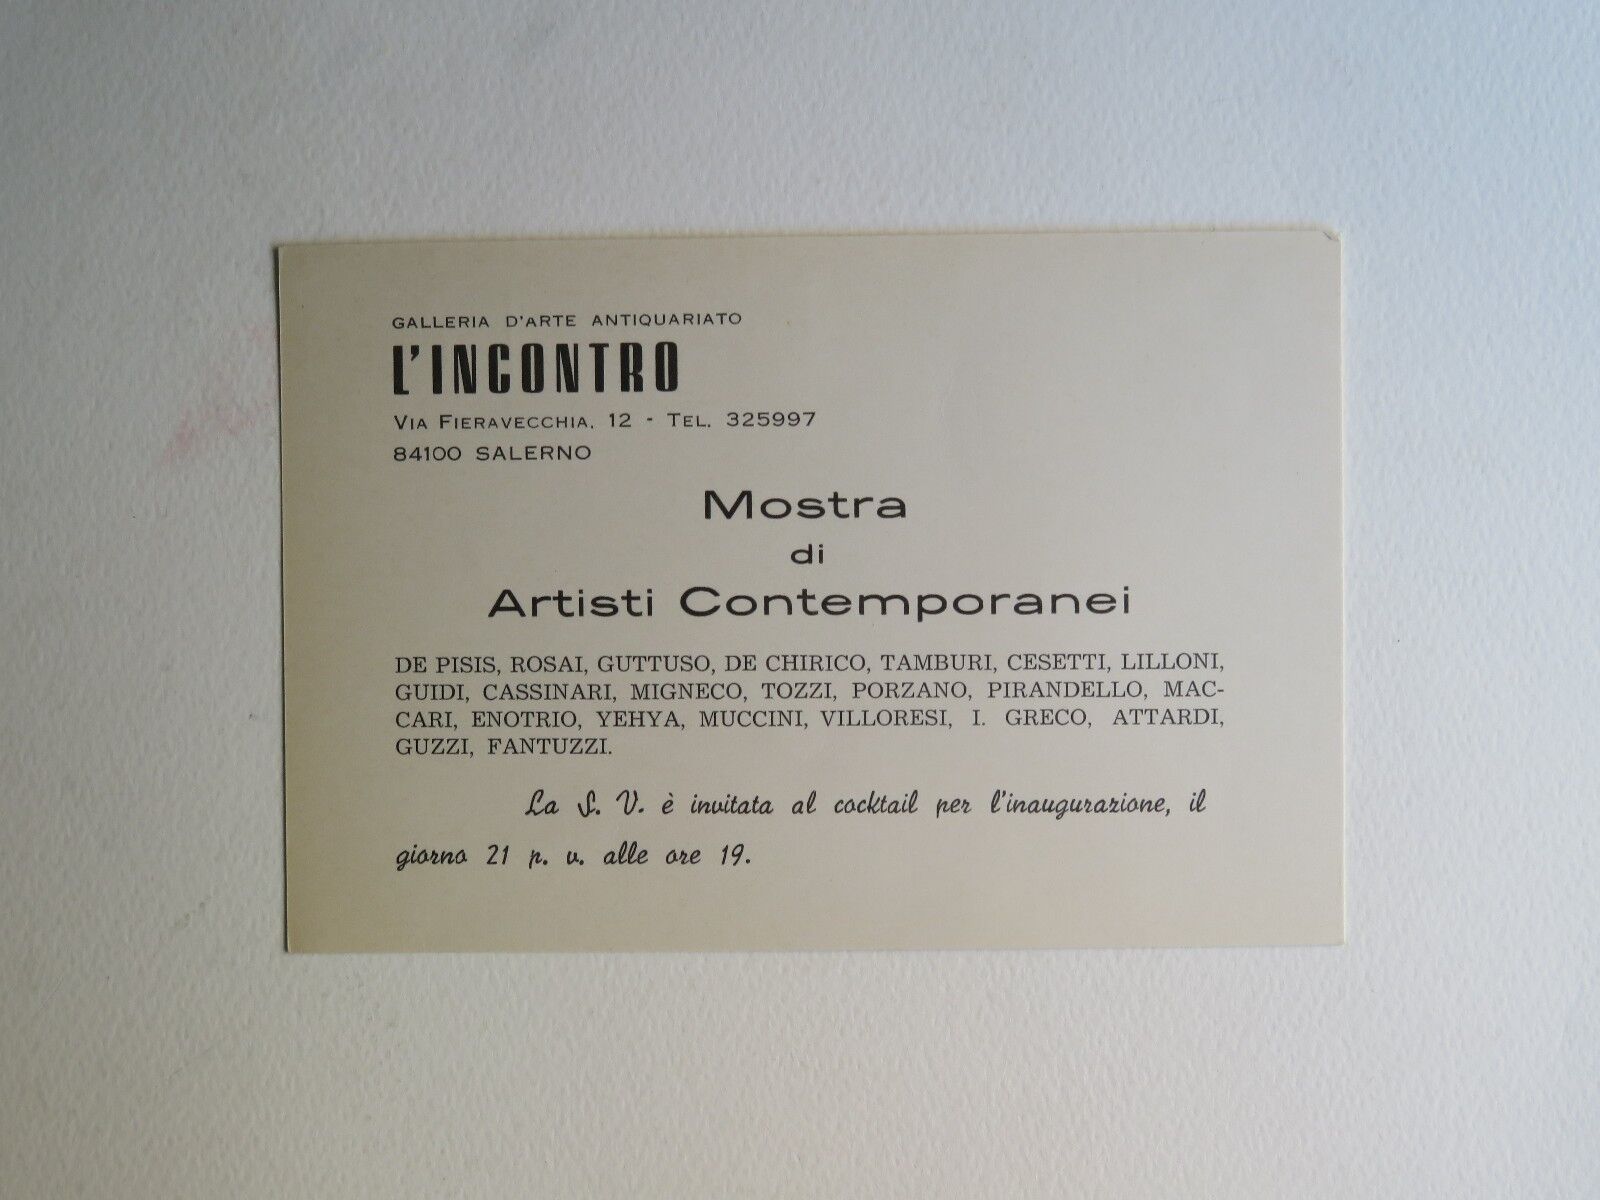 GALLERIA D'ARTE ANTIQUARIATO
L'INCONTRO
VIA FIERAVECCHIA, 12 - TEL. 325997
84100 SALERNO
Mostra
di
Artisti Contemporanei
DE PISIS, ROSAI, GUTTUSO, DE CHIRICO, TAMBURI, CESETTI, LILLONI,
GUIDI, CASSINARI, MIGNECO, TOZZI, PORZANO, PIRANDELLO, MAC-
CARI, ENOTRIO, YEHYA, MUCCINI, VILLORESI, I. GRECO, ATTARDI,
GUZZI, FANTUZZI.
La S. V. è invitata al cocktail per l'inaugurazione, il
giorno 21 p. v. alle ore 19.